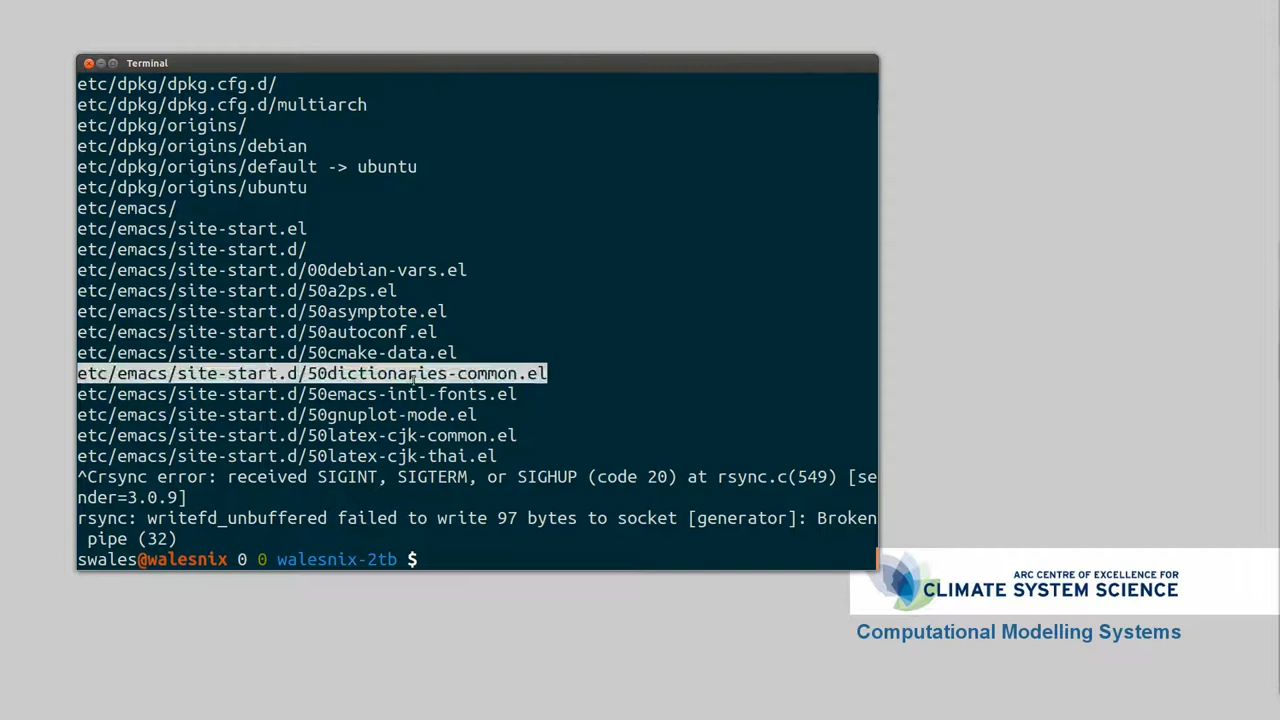 Terminal
etc/dpkg/dpkg.cfg.d/
etc/dpkg/dpkg.cfg.d/multiarch
etc/dpkg/origins/
etc/dpkg/origins/debian
etc/dpkg/origins/default -> ubuntu
etc/dpkg/origins/ubuntu
etc/emacs/
etc/emacs/site-start.el
etc/emacs/site-start.d/
etc/emacs/site-start.d/00debian-vars.el
etc/emacs/site-start.d/50a2ps.el
etc/emacs/site-start.d/50asymptote.el
etc/emacs/site-start.d/50autoconf.el
etc/emacs/site-start.d/50cmake-data.el
etc/emacs/site-start.d/50dictionaries-common.el
etc/emacs/site-start.d/50emacs-intl-fonts.el
etc/emacs/site-start.d/50gnuplot-mode.el
etc/emacs/site-start.d/50latex-cjk-common.el
etc/emacs/site-start.d/50latex-cjk-thai.el
^Crsync error: received SIGINT, SIGTERM, or SIGHUP (code 20) at rsync.c(549) [se
nder=3.0.9]
rsync: writefd_unbuffered failed to write 97 bytes to socket [generator]: Broken
 pipe (32)
swales@walesnix 0 0 walesnix-2tb $
ARC CENTRE OF EXCELLENCE FOR
CLIMATE SYSTEM SCIENCE
Computational Modelling Systems